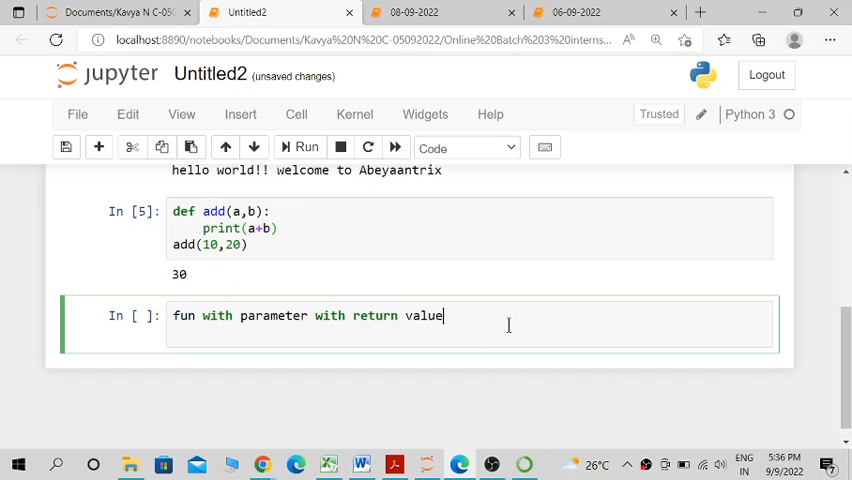 Documents/Kavya N C-050
Untitled2
08-09-2022
06-09-2022
localhost:8890/notebooks/Documents/Kavya%20N%20C-05092022/Online%20Batch%203%20interns...
jupyter Untitled2 (unsaved changes)
Logout
File Edit View Insert Cell Kernel Widgets Help
Trusted
Python 3
Run
Code
hello world!! welcome to Abeyaantrix
In [5]: def add(a,b):
print(a+b)
add(10,20)
30
In [ ]: fun with parameter with return value
26°C
ENG
IN
5:36 PM
9/9/2022
7